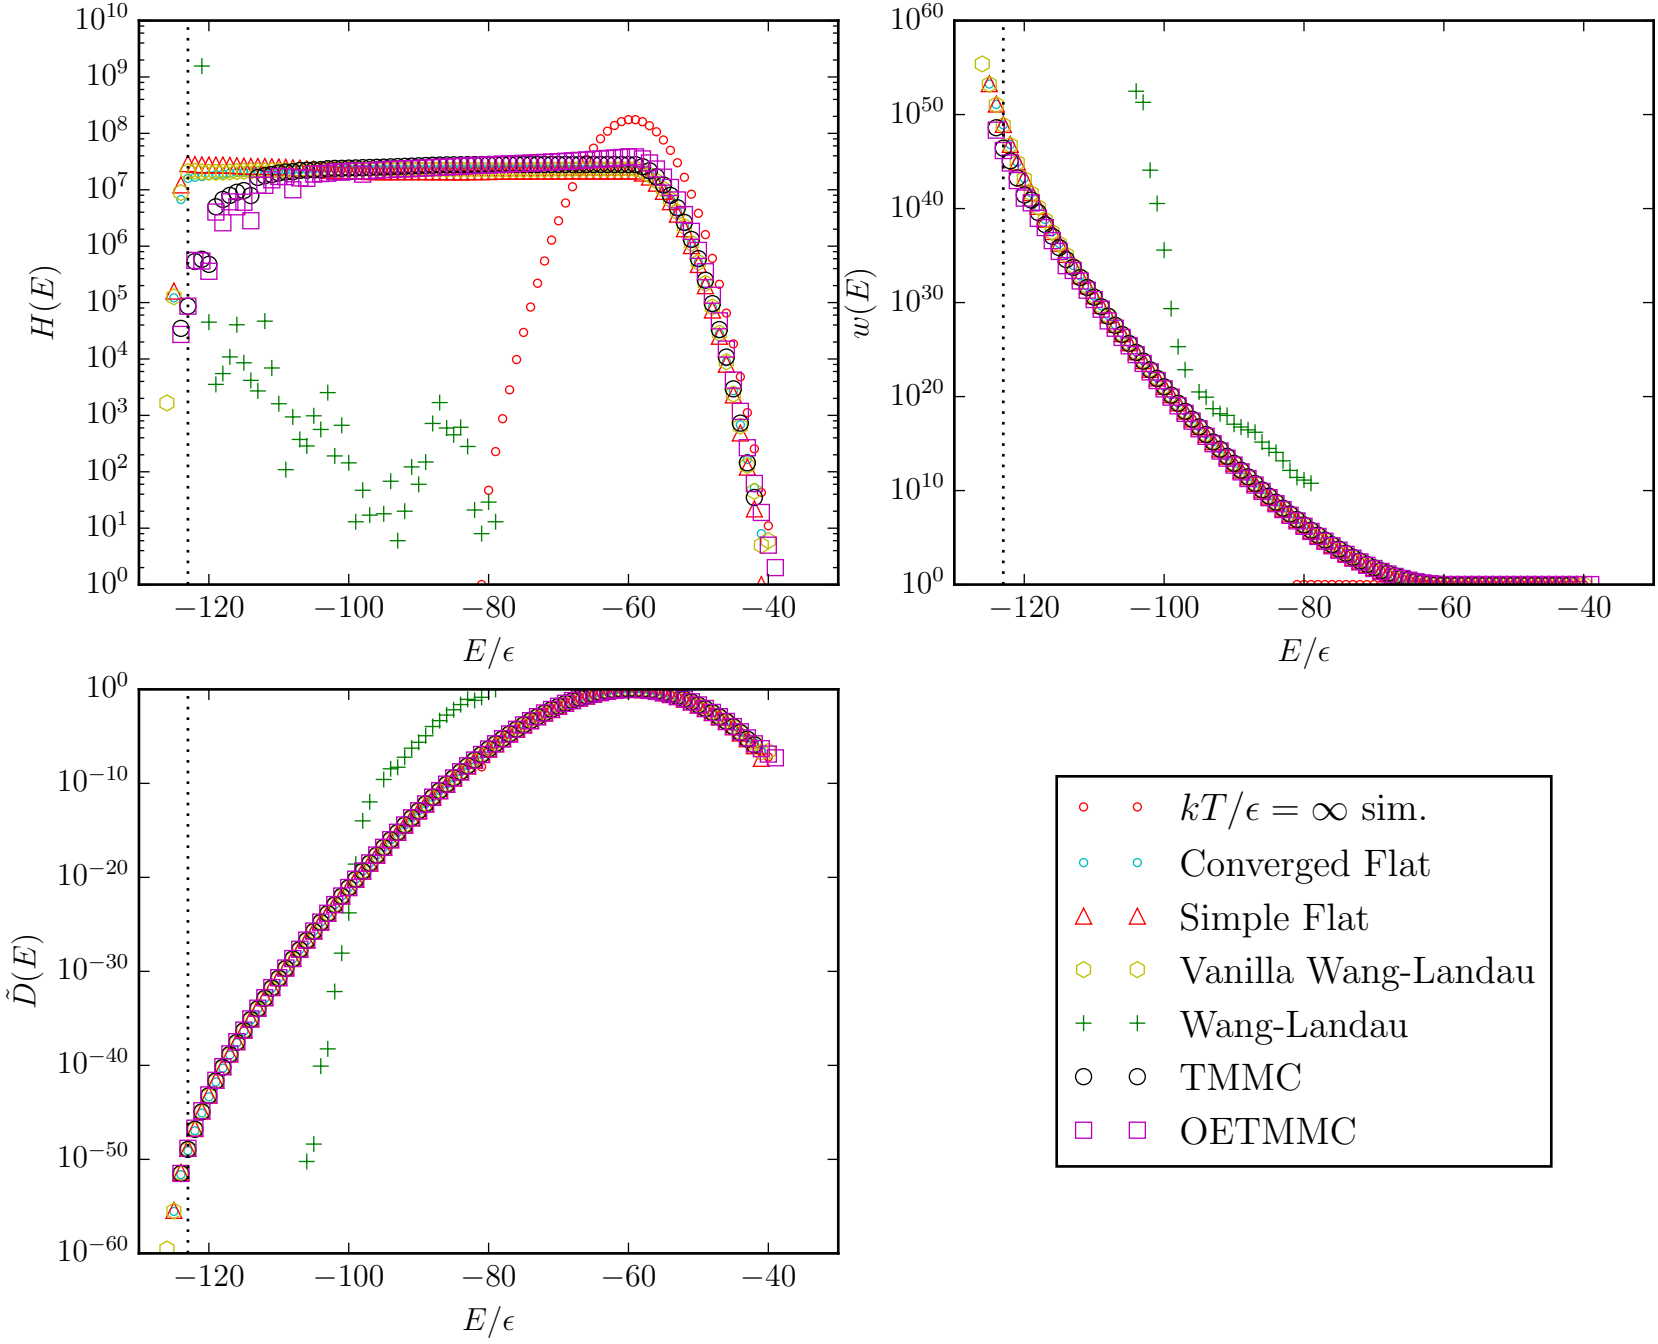 10^10
10^9
10^8
10^7
10^6
10^5
10^4
10^3
10^2
10^1
10^0
H(E)
−120 −100 −80 −60 −40
E/ϵ
10^60
10^50
10^40
10^30
10^20
10^10
10^0
w(E)
−120 −100 −80 −60 −40
E/ϵ
10^0
10^−10
10^−20
10^−30
10^−40
10^−50
10^−60
D̃(E)
−120 −100 −80 −60 −40
E/ϵ
kT/ϵ = ∞ sim.
Converged Flat
Simple Flat
Vanilla Wang-Landau
Wang-Landau
TMMC
OETMMC